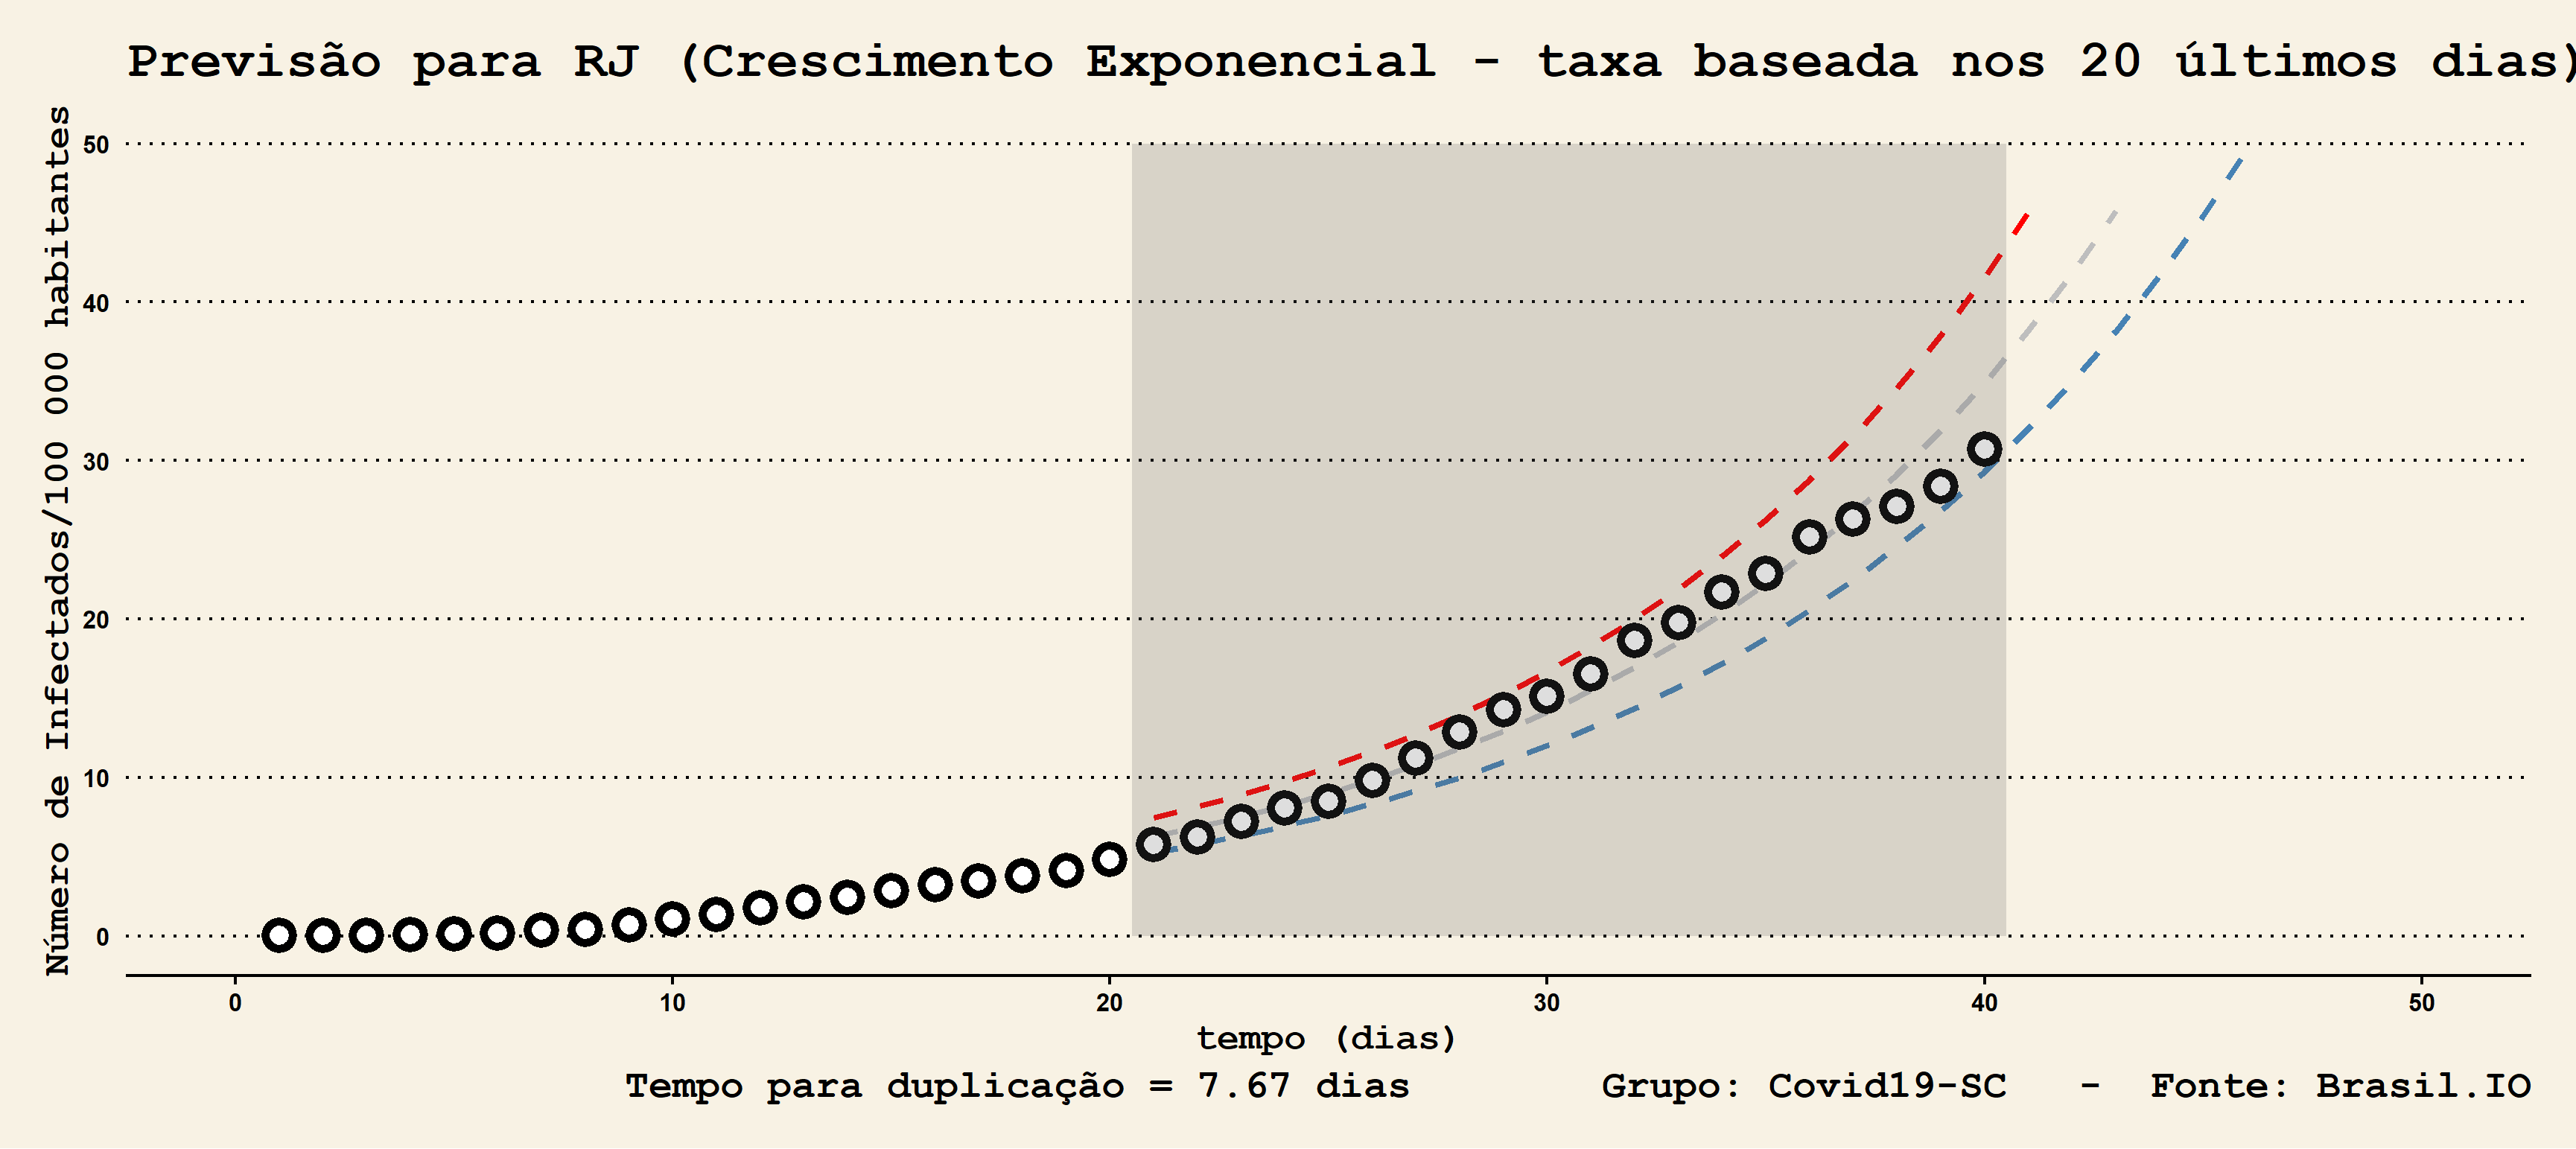 Previsão para RJ (Crescimento Exponencial - taxa baseada nos 20 últimos dias)
Número de Infectados/100 000 habitantes
50
40
30
20
10
0
0 10 20 30 40 50
tempo (dias)
Tempo para duplicação = 7.67 dias Grupo: Covid19-SC - Fonte: Brasil.IO